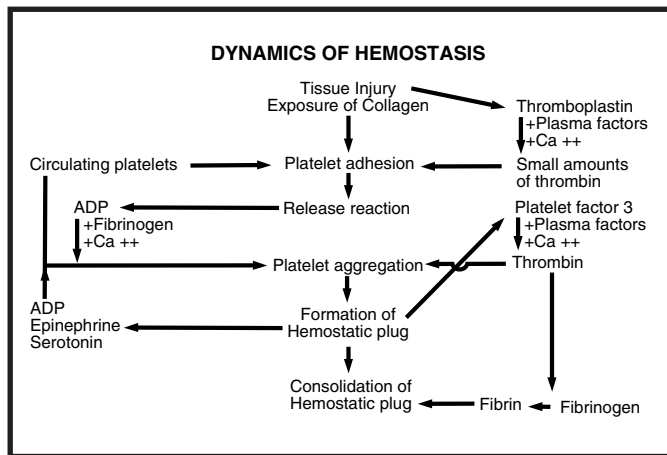 DYNAMICS OF HEMOSTASIS
Tissue Injury
Exposure of Collagen
Thromboplastin
+Plasma factors
+Ca ++
Circulating platelets
Platelet adhesion
Small amounts
of thrombin
ADP
+Fibrinogen
+Ca ++
Release reaction
Platelet factor 3
+Plasma factors
+Ca ++
Platelet aggregation
Thrombin
ADP
Epinephrine
Serotonin
Formation of
Hemostatic plug
Consolidation of
Hemostatic plug
Fibrin
Fibrinogen